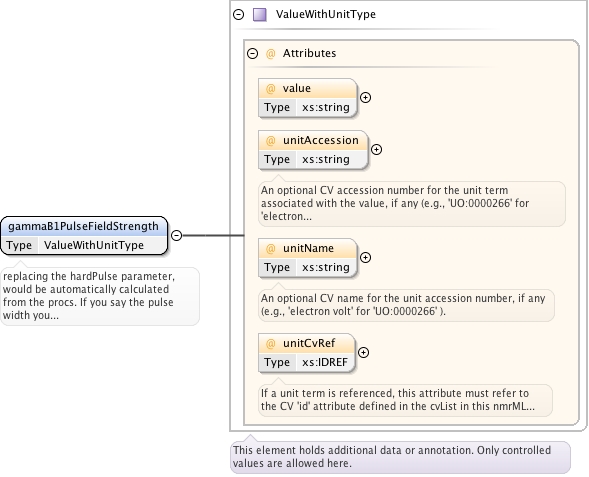 ValueWithUnitType
@ Attributes
@ value
Type xs:string
@ unitAccession
Type xs:string
An optional CV accession number for the unit term
associated with the value, if any (e.g., 'UO:0000266' for
'electron...
gammaB1PulseFieldStrength
Type ValueWithUnitType
replacing the hardPulse parameter,
would be automatically calculated
from the procs. If you say the pulse
width you...
@ unitName
Type xs:string
An optional CV name for the unit accession number, if any
(e.g., 'electron volt' for 'UO:0000266' ).
@ unitCvRef
Type xs:IDREF
If a unit term is referenced, this attribute must refer to
the CV 'id' attribute defined in the cvList in this nmrML...
This element holds additional data or annotation. Only controlled
values are allowed here.